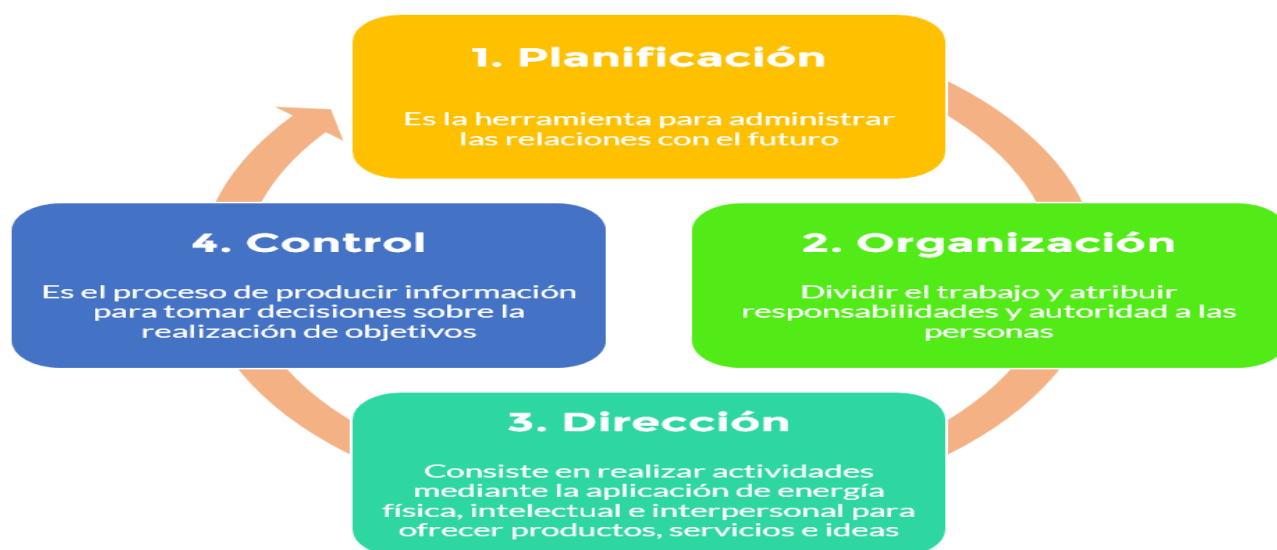 1. Planificación
Es la herramienta para administrar
las relaciones con el futuro
2. Organización
Dividir el trabajo y atribuir
responsabilidades y autoridad a las
personas
3. Dirección
Consiste en realizar actividades
mediante la aplicación de energía
física, intelectual e interpersonal para
ofrecer productos, servicios e ideas
4. Control
Es el proceso de producir información
para tomar decisiones sobre la
realización de objetivos